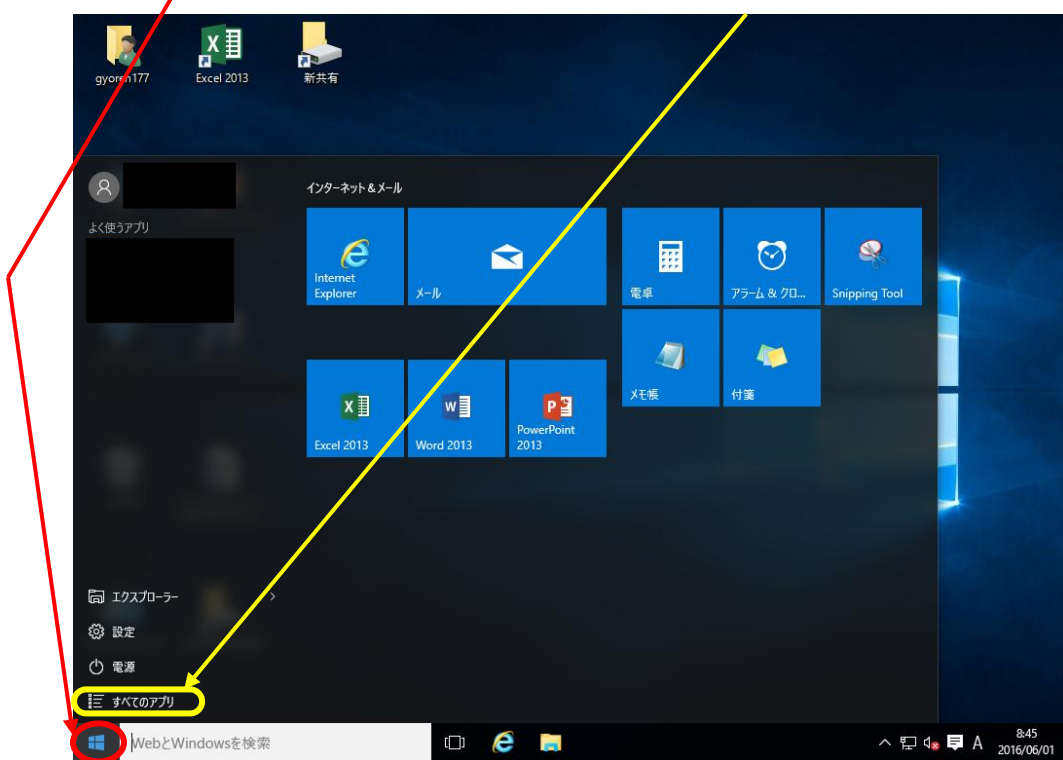 gyoren177
Excel 2013
新共有
インターネット＆メール
よく使うアプリ
Internet
Explorer
メール
電卓
アラーム & クロ...
Snipping Tool
メモ帳
付箋
Excel 2013
Word 2013
PowerPoint
2013
エクスプローラー
設定
電源
すべてのアプリ
WebとWindowsを検索
A
8:45
2016/06/01